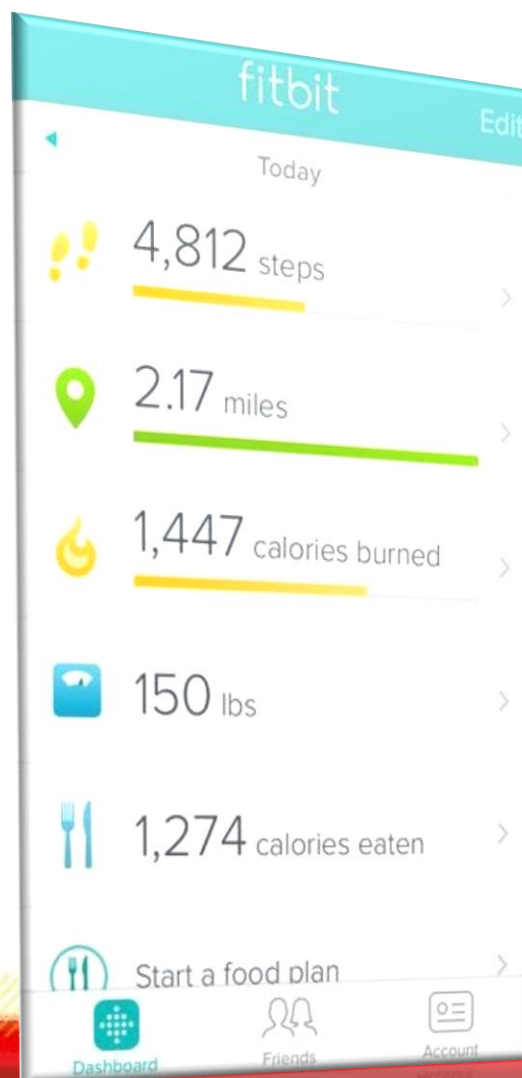 fitbit
Edit
Today
4,812 steps
2.17 miles
1,447 calories burned
150 lbs
1,274 calories eaten
Start a food plan
Dashboard
Friends
Account